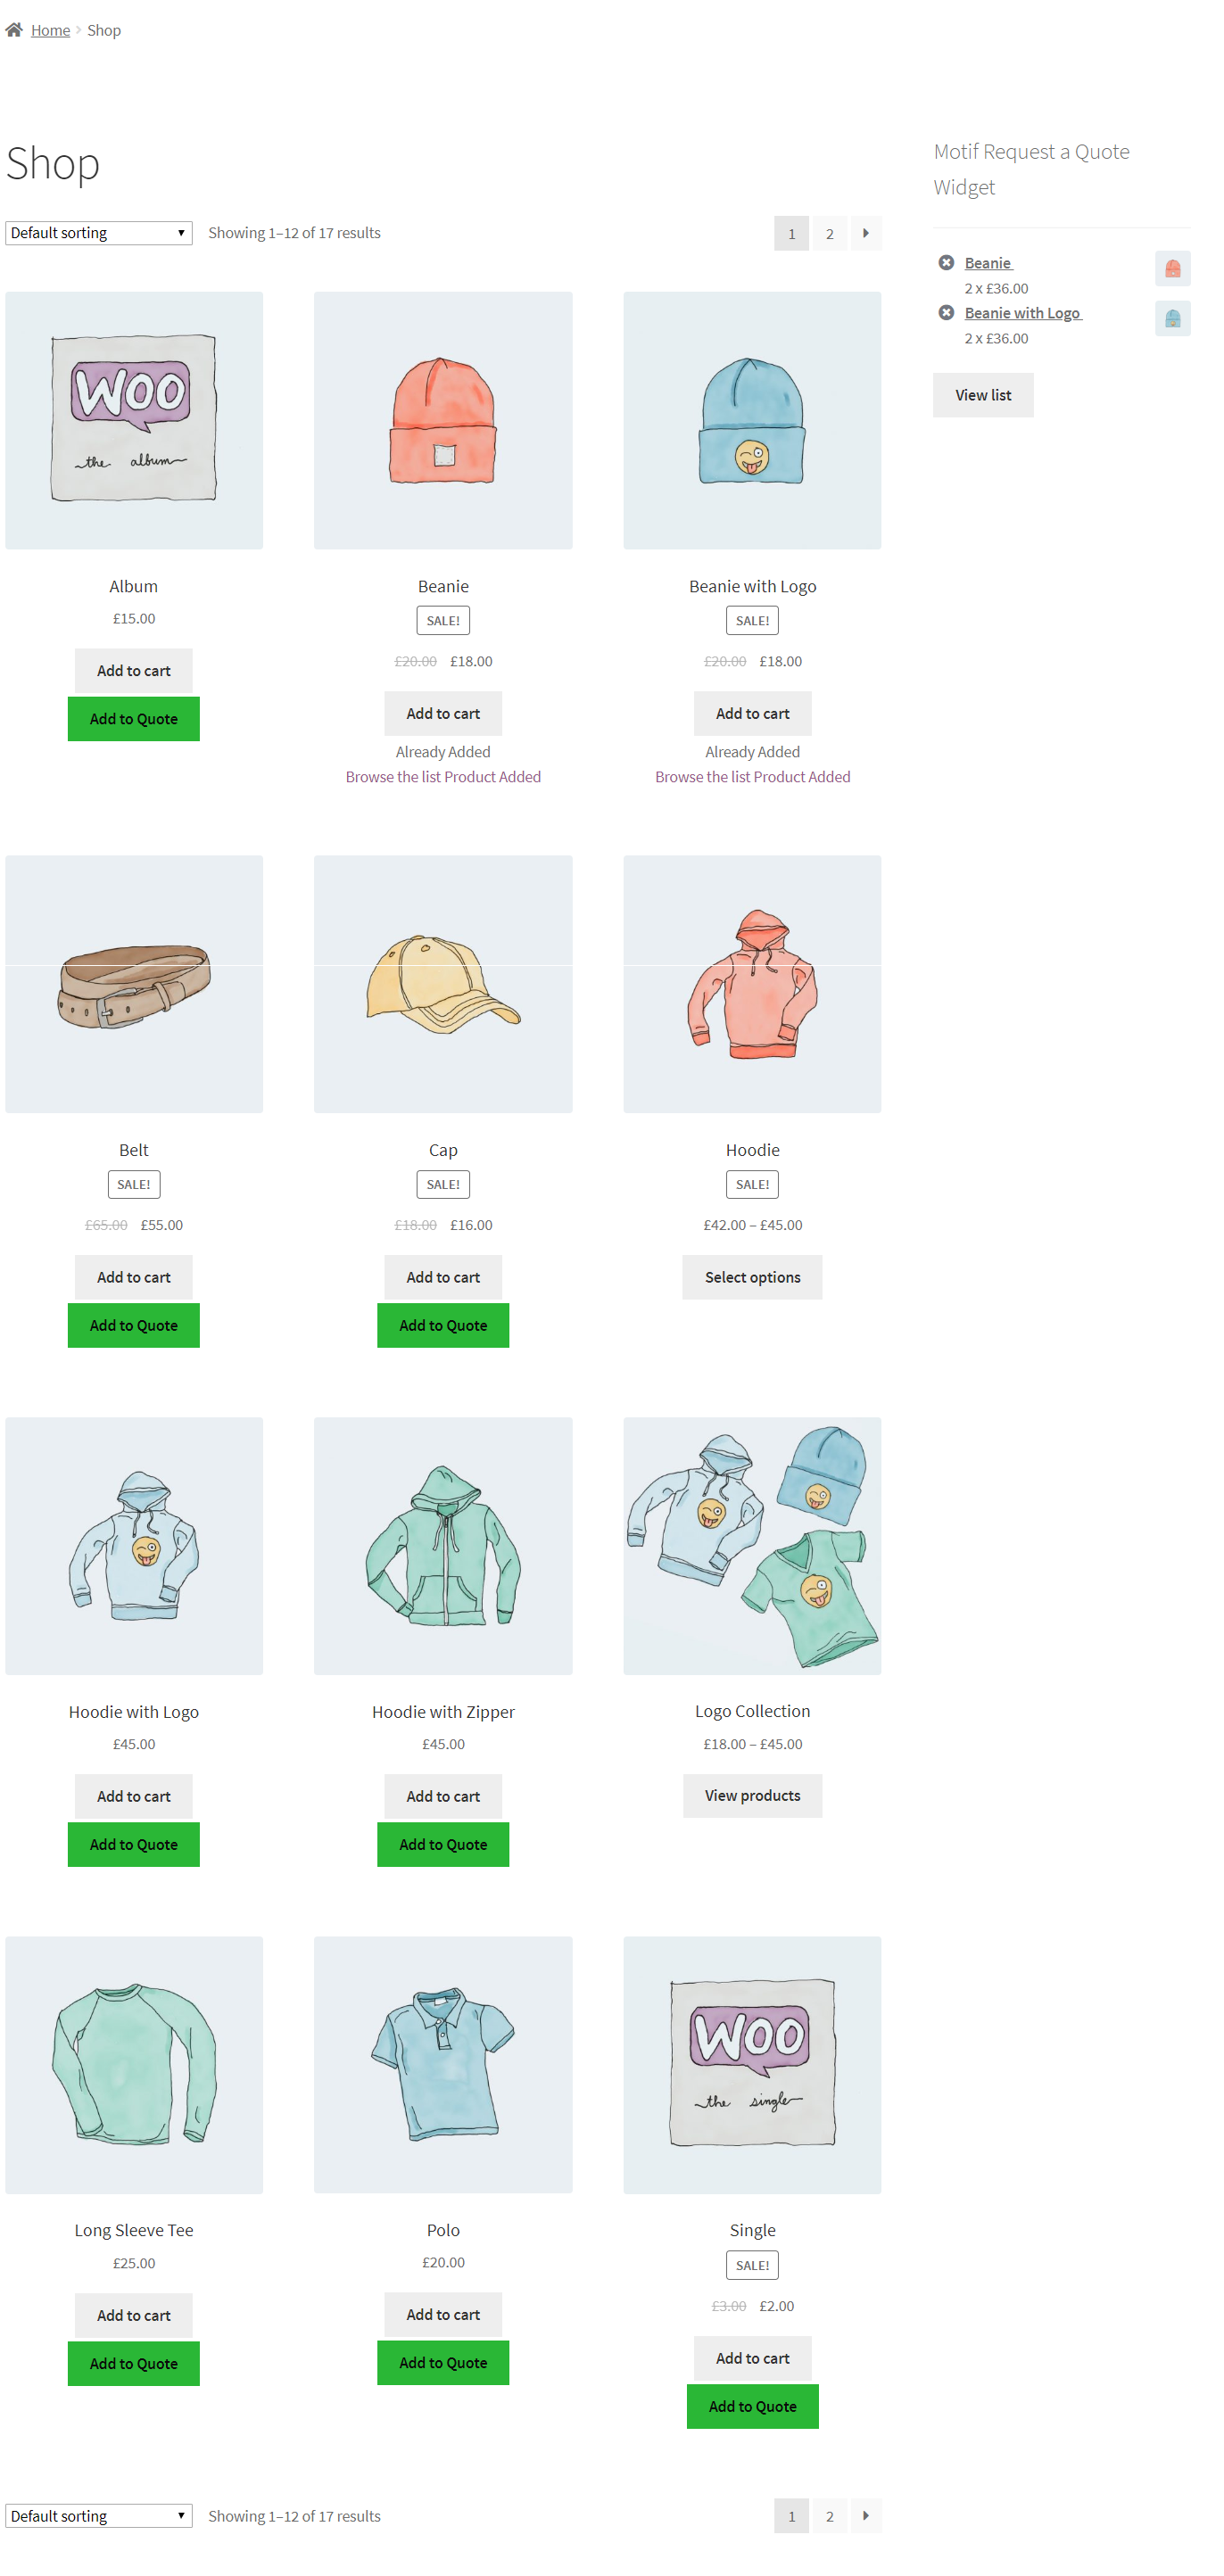 Home > Shop
Shop
Default sorting
Showing 1–12 of 17 results
1 2
WOO
the album
Album
£15.00
Add to cart
Add to Quote
Beanie
SALE!
£20.00 £18.00
Add to cart
Already Added
Browse the list Product Added
Beanie with Logo
SALE!
£20.00 £18.00
Add to cart
Already Added
Browse the list Product Added
Belt
SALE!
£65.00 £55.00
Add to cart
Add to Quote
Cap
SALE!
£18.00 £16.00
Add to cart
Add to Quote
Hoodie
SALE!
£42.00 – £45.00
Select options
Hoodie with Logo
£45.00
Add to cart
Add to Quote
Hoodie with Zipper
£45.00
Add to cart
Add to Quote
Logo Collection
£18.00 – £45.00
View products
Long Sleeve Tee
£25.00
Add to cart
Add to Quote
Polo
£20.00
Add to cart
Add to Quote
WOO
the single
Single
SALE!
£3.00 £2.00
Add to cart
Add to Quote
Default sorting
Showing 1–12 of 17 results
1 2
Motif Request a Quote
Widget
Beanie
2 x £36.00
Beanie with Logo
2 x £36.00
View list